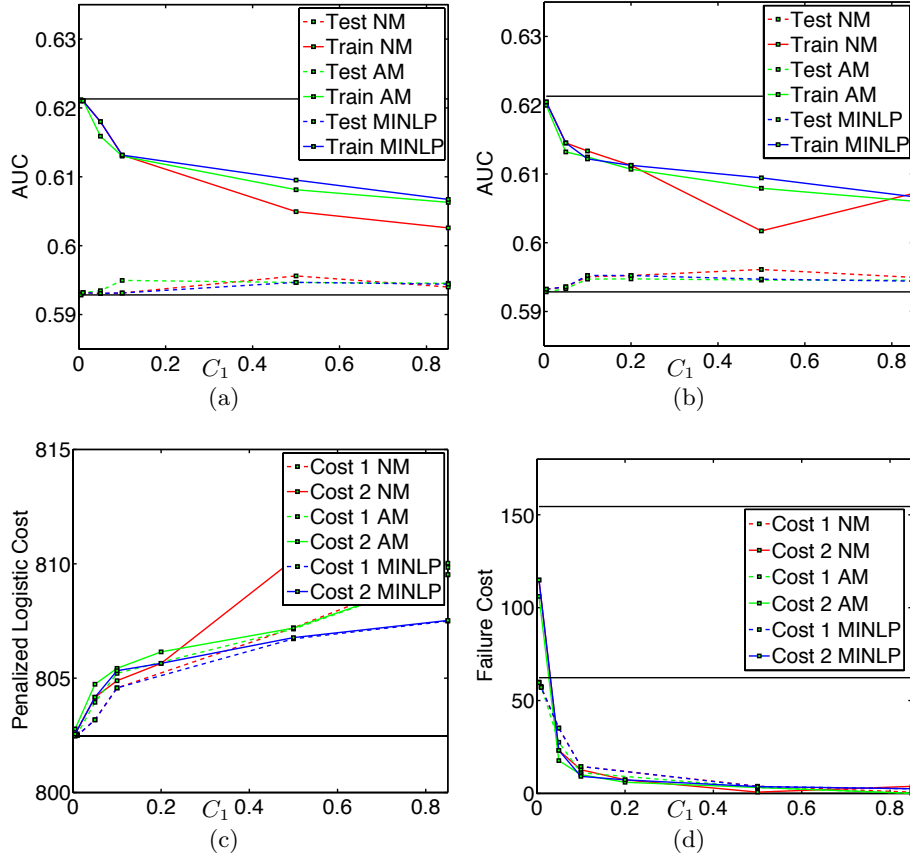 0.63
0.62
0.61
0.6
0.59
AUC
0
0.2
0.4
0.6
0.8
C1
Test NM
Train NM
Test AM
Train AM
Test MINLP
Train MINLP
(a)
0.63
0.62
0.61
0.6
0.59
AUC
0
0.2
0.4
0.6
0.8
C1
Test NM
Train NM
Test AM
Train AM
Test MINLP
Train MINLP
(b)
815
810
805
800
Penalized Logistic Cost
0
0.2
0.4
0.6
0.8
C1
Cost 1 NM
Cost 2 NM
Cost 1 AM
Cost 2 AM
Cost 1 MINLP
Cost 2 MINLP
(c)
150
100
50
0
Failure Cost
0
0.2
0.4
0.6
0.8
C1
Cost 1 NM
Cost 2 NM
Cost 1 AM
Cost 2 AM
Cost 1 MINLP
Cost 2 MINLP
(d)